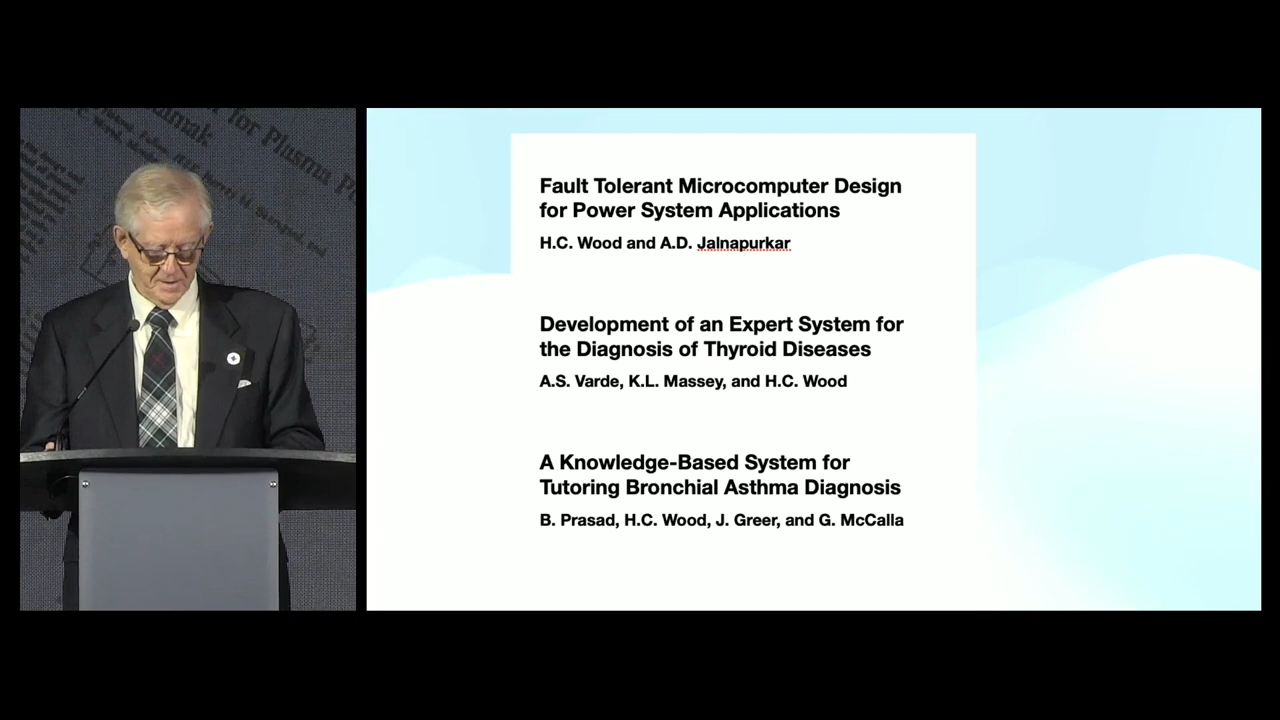 for Plasma
Fault Tolerant Microcomputer Design
for Power System Applications
H.C. Wood and A.D. Jalnapurkar
Development of an Expert System for
the Diagnosis of Thyroid Diseases
A.S. Varde, K.L. Massey, and H.C. Wood
A Knowledge-Based System for
Tutoring Bronchial Asthma Diagnosis
B. Prasad, H.C. Wood, J. Greer, and G. McCalla